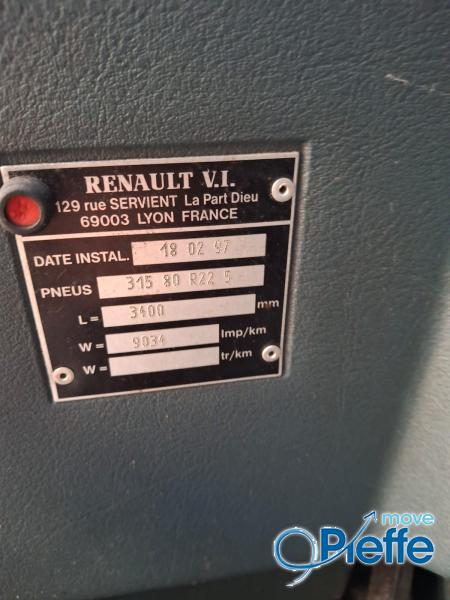 RENAULT V.I.
129 rue SERVIENT La Part Dieu
69003 LYON FRANCE
DATE INSTAL. 18 02 97
PNEUS 315 80 R22 5
L = 3400 mm
W = 9034 Imp/km
W = tr/km
move
Pieffe